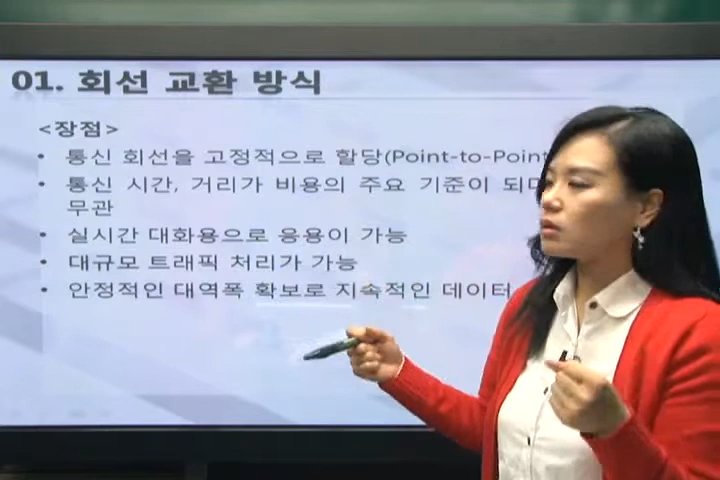 01. 회선 교환 방식
<장점>
• 통신 회선을 고정적으로 할당(Point-to-Point
• 통신 시간, 거리가 비용의 주요 기준이
무관
• 실시간 대화용으로 응용이 가능
• 대규모 트래픽 처리가 가능
• 안정적인 대역폭 확보로 지속적인 데이터